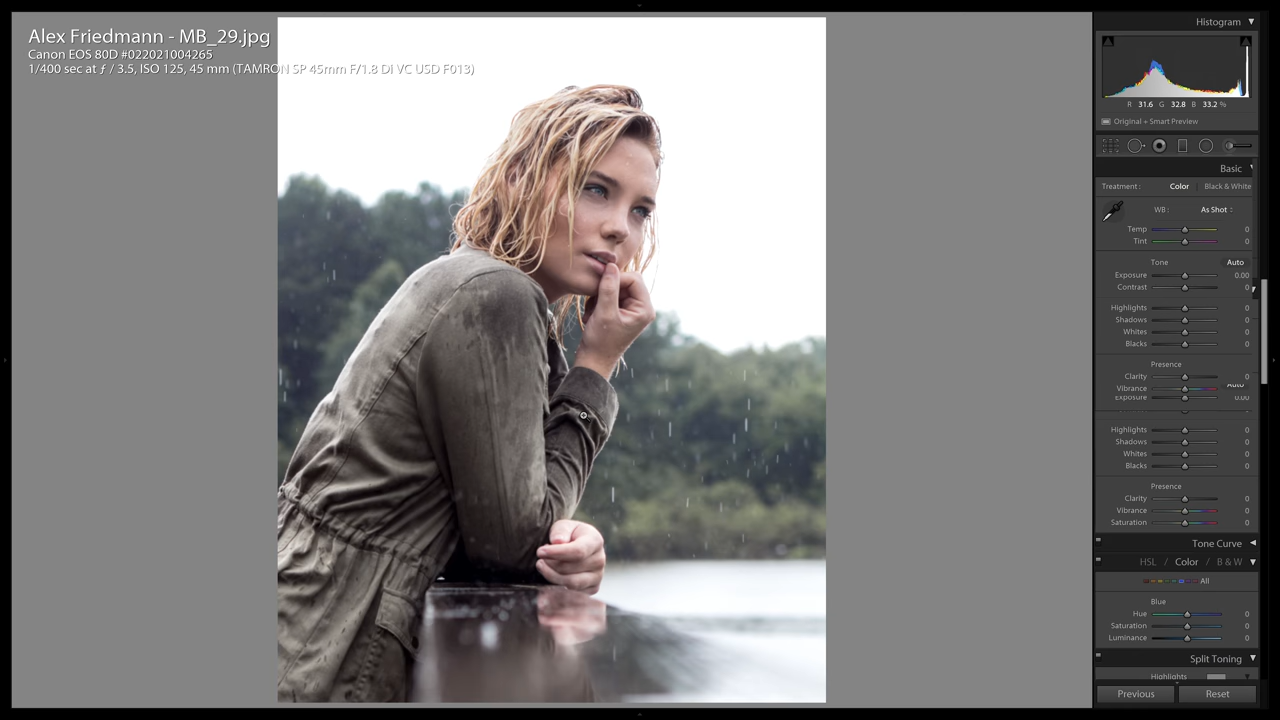 Alex Friedmann - MB_29.jpg
Canon EOS 80D #022021004265
1/400 sec at ƒ / 3.5, ISO 125, 45 mm (TAMRON SP 45mm F/1.8 Di VC USD F013)
Histogram
R 31.6 G 32.8 B 33.2 %
Original + Smart Preview
Basic
Treatment: Color | Black & White
WB: As Shot
Temp 0
Tint 0
Tone Auto
Exposure 0.00
Contrast 0
Highlights 0
Shadows 0
Whites 0
Blacks 0
Presence
Clarity 0
Vibrance 0
Auto
Exposure 0.00
Highlights 0
Shadows 0
Whites 0
Blacks 0
Presence
Clarity 0
Vibrance 0
Saturation 0
Tone Curve
HSL / Color / B & W
All
Blue
Hue 0
Saturation 0
Luminance 0
Split Toning
Highlights
Previous Reset